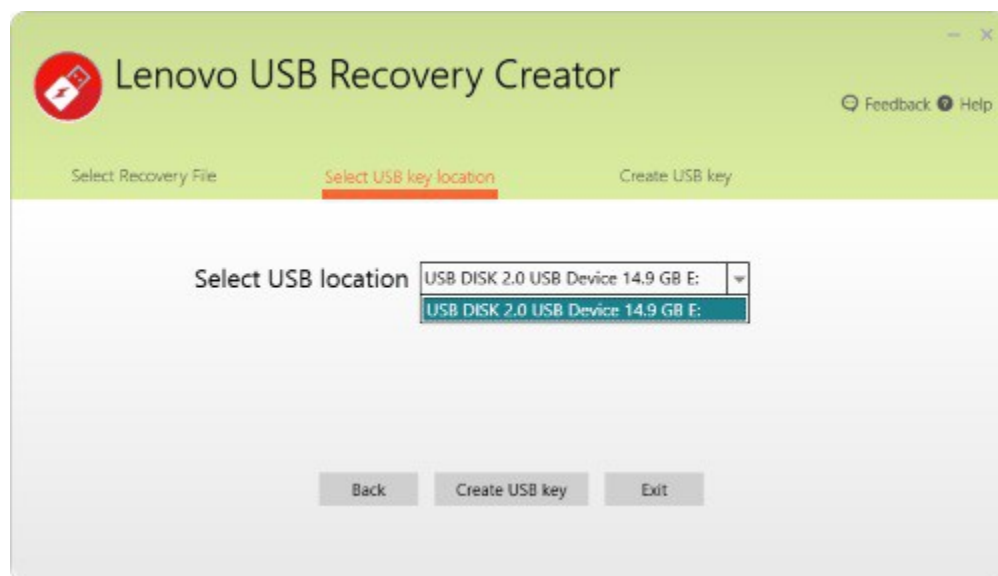 Lenovo USB Recovery Creator
Feedback Help
Select Recovery File Select USB key location Create USB key
Select USB location USB DISK 2.0 USB Device 14.9 GB E:
USB DISK 2.0 USB Device 14.9 GB E:
Back Create USB key Exit